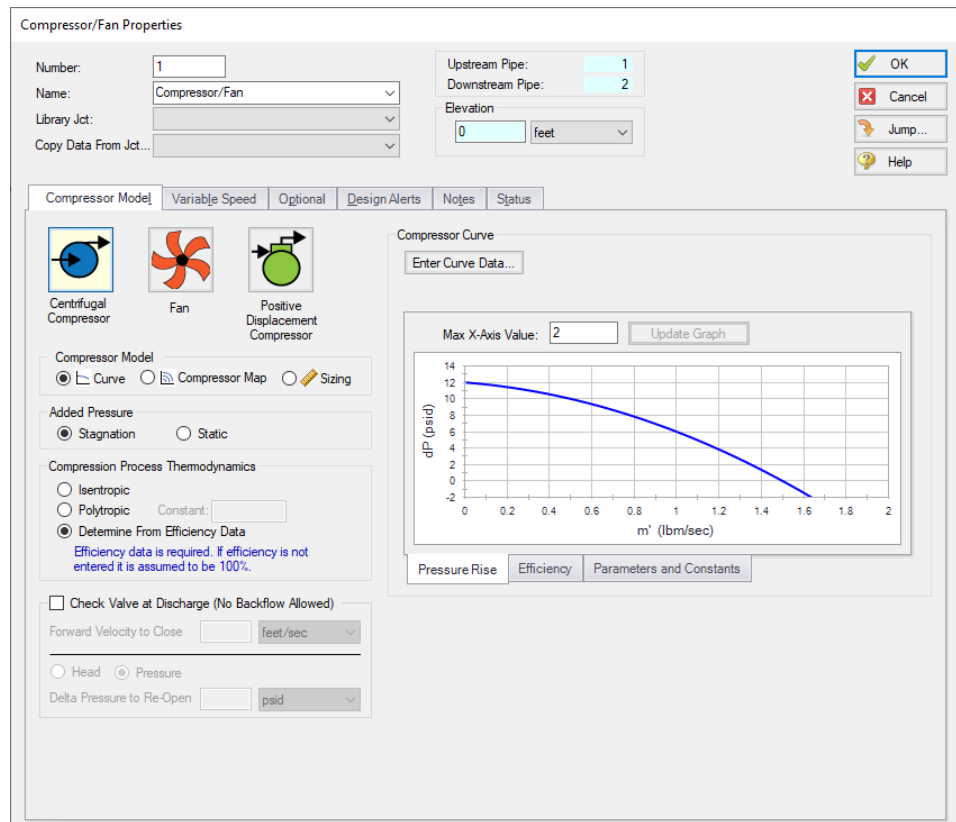 Compressor/Fan Properties
Number: 1
Name: Compressor/Fan
Library Jct:
Copy Data From Jct...
Upstream Pipe: 1
Downstream Pipe: 2
Elevation
0 feet
OK
Cancel
Jump...
Help
Compressor Model Variable Speed Optional Design Alerts Notes Status
Centrifugal
Compressor
Fan
Positive
Displacement
Compressor
Compressor Model
Curve Compressor Map Sizing
Added Pressure
Stagnation Static
Compression Process Thermodynamics
Isentropic
Polytropic Constant:
Determine From Efficiency Data
Efficiency data is required. If efficiency is not
entered it is assumed to be 100%.
Check Valve at Discharge (No Backflow Allowed)
Forward Velocity to Close feet/sec
Head Pressure
Delta Pressure to Re-Open psid
Compressor Curve
Enter Curve Data...
Max X-Axis Value: 2 Update Graph
14
12
10
8
6
4
2
0
-2
dP (psid)
0 0.2 0.4 0.6 0.8 1 1.2 1.4 1.6 1.8 2
m' (lbm/sec)
Pressure Rise Efficiency Parameters and Constants